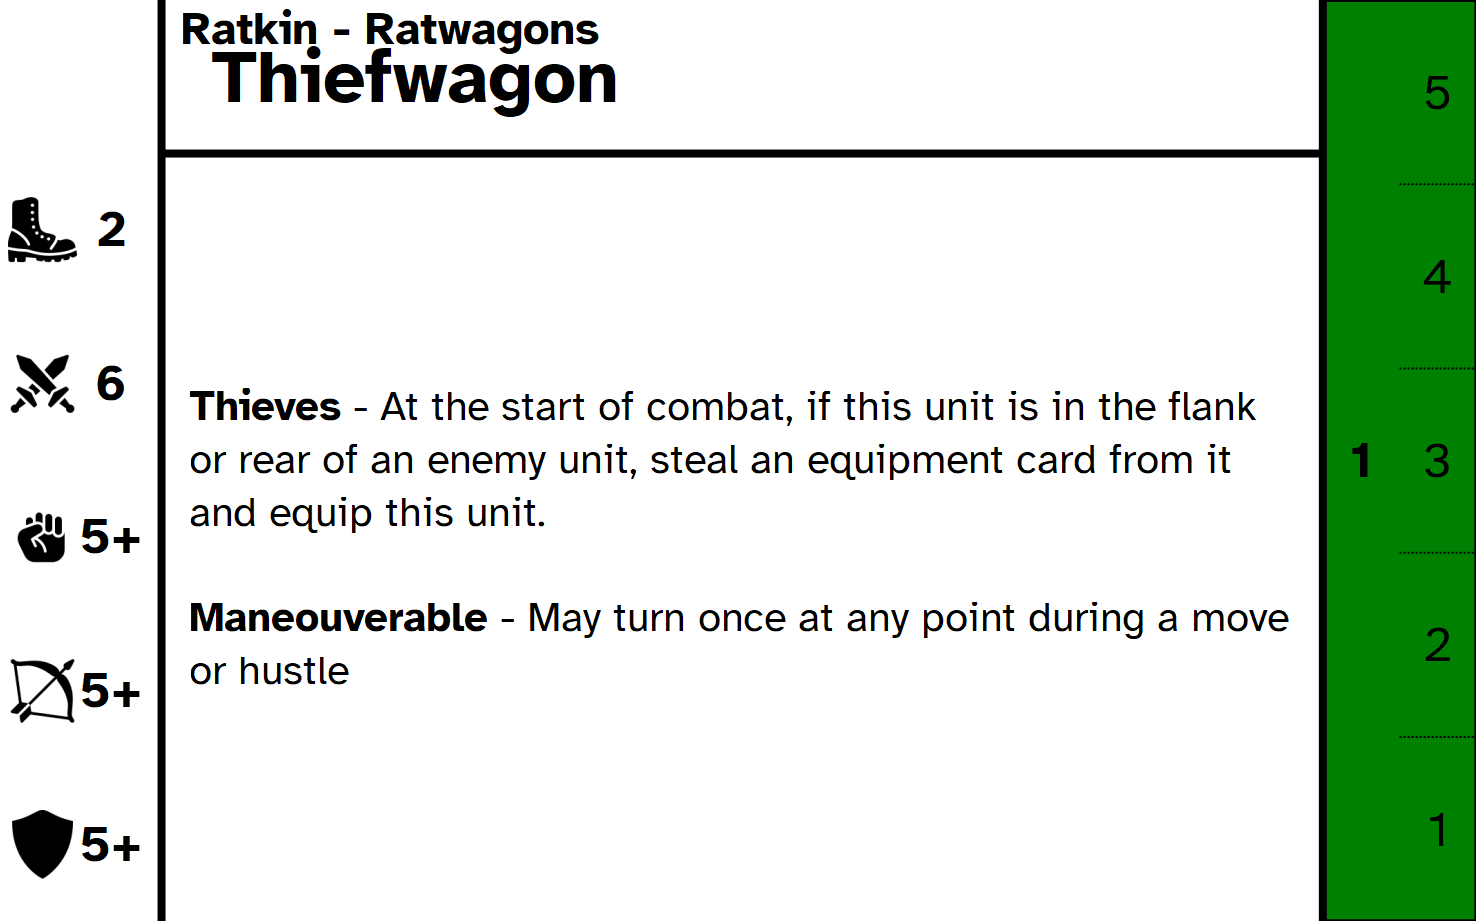 Ratkin - Ratwagons
Thiefwagon
2
6
5+
5+
5+
Thieves - At the start of combat, if this unit is in the flank
or rear of an enemy unit, steal an equipment card from it
and equip this unit.
Maneouverable - May turn once at any point during a move
or hustle
5
4
1 3
2
1